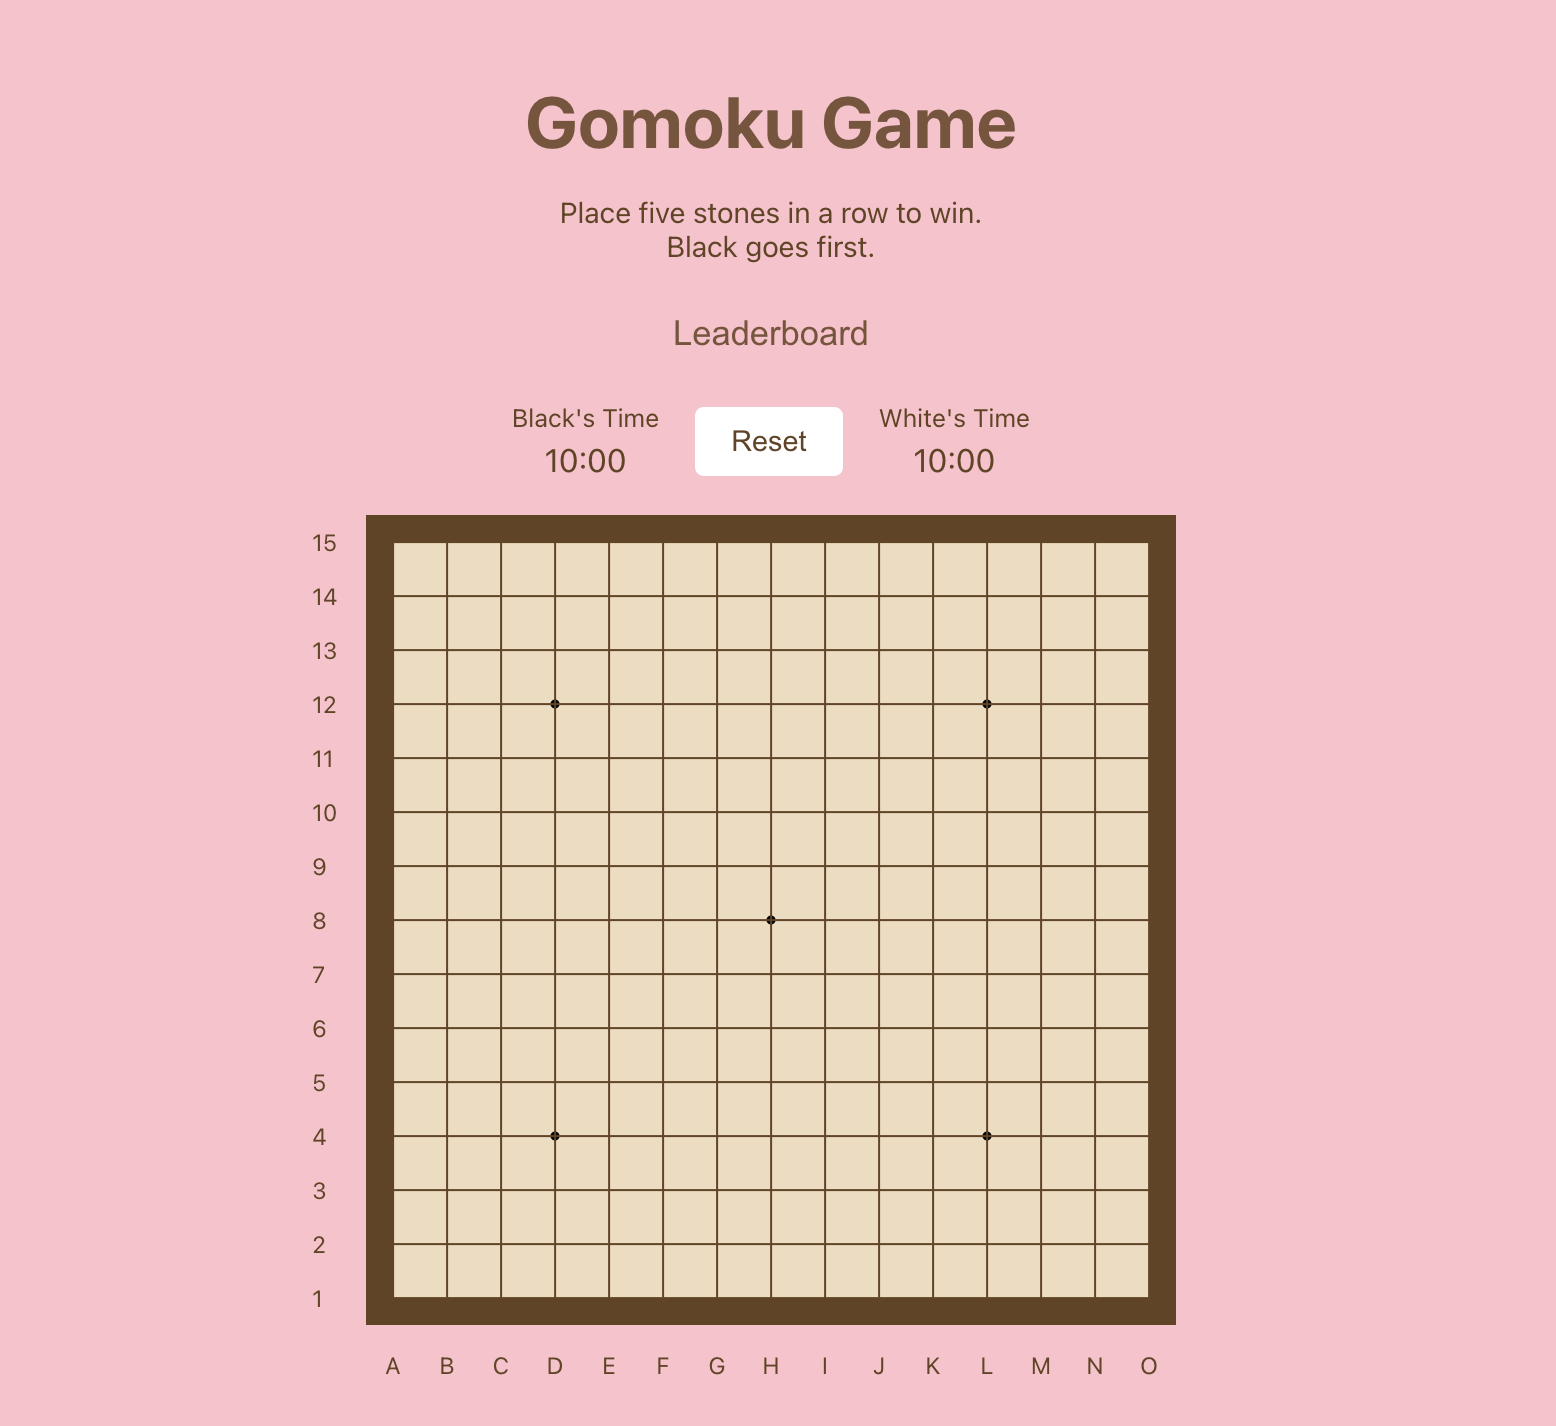 Gomoku Game
Place five stones in a row to win.
Black goes first.
Leaderboard
Black's Time
10:00
Reset
White's Time
10:00
15
14
13
12
11
10
9
8
7
6
5
4
3
2
1
A B C D E F G H I J K L M N O